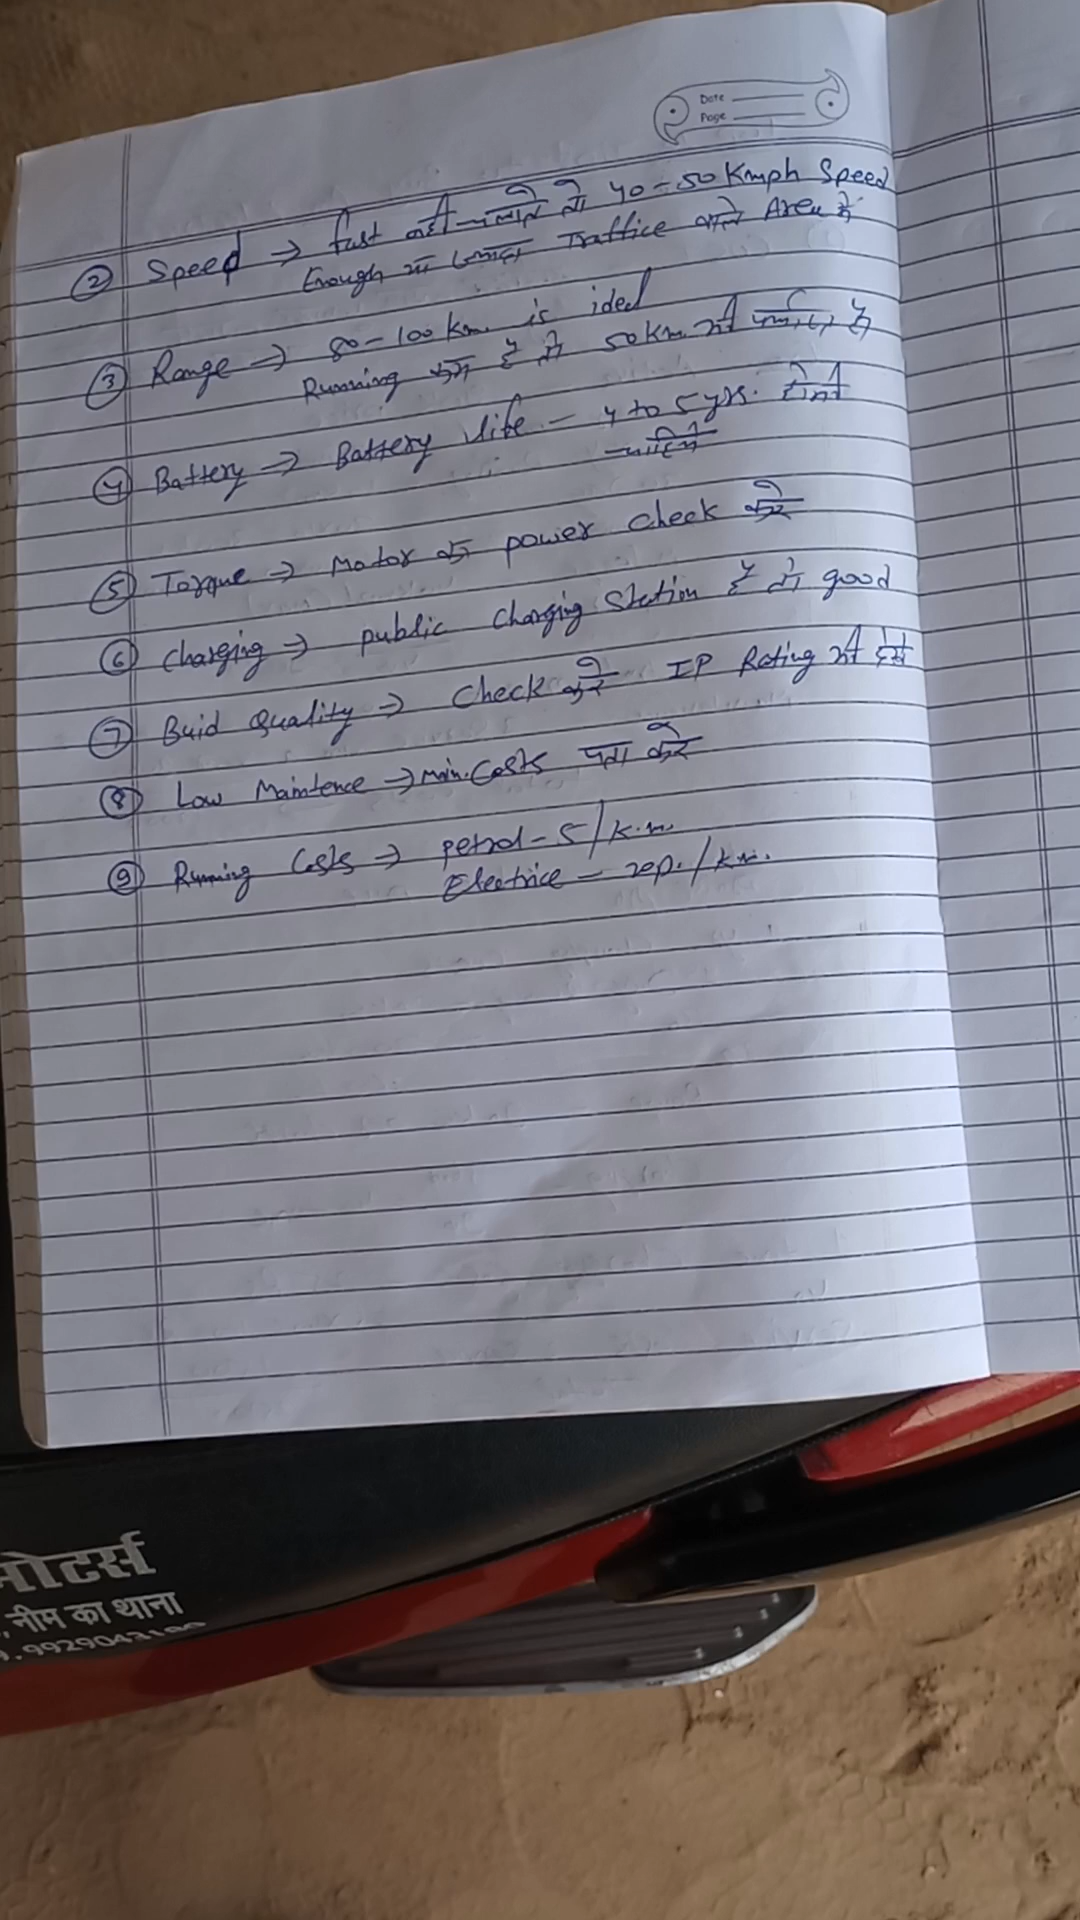 Date
Page
② Speed → fast नहीं चलाते तो 40-50 Kmph Speed
Enough या ज्यादा Traffice वाले Area में
③ Range → 80-100 Km. is ideal
Running कम है तो 50 Km. भी पर्याप्त है
④ Battery → Battery life - 4 to 5 yrs. होनी
चाहिये
⑤ Torque → Motor का power check करे
⑥ Charging → public charging Station है तो good
⑦ Buid Quality → Check करे IP Rating भी देखे
⑧ Low Maintence → Main. Costs पता करे
⑨ Running Costs → petrol - 5/K.m.
Electrice - 20p./Km.
मोटर्स
, नीम का थाना